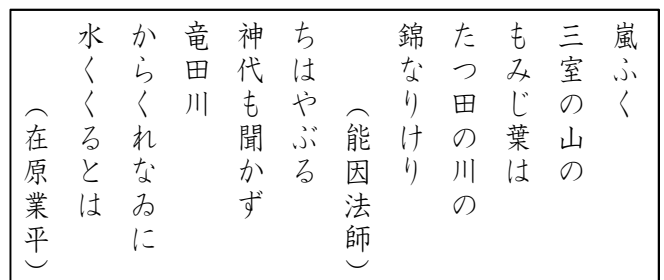 嵐ふく
三室の山の
もみじ葉は
たつ田の川の
錦なりけり
（能因法師）
ちはやぶる
神代も聞かず
竜田川
からくれなゐに
水くくるとは
（在原業平）